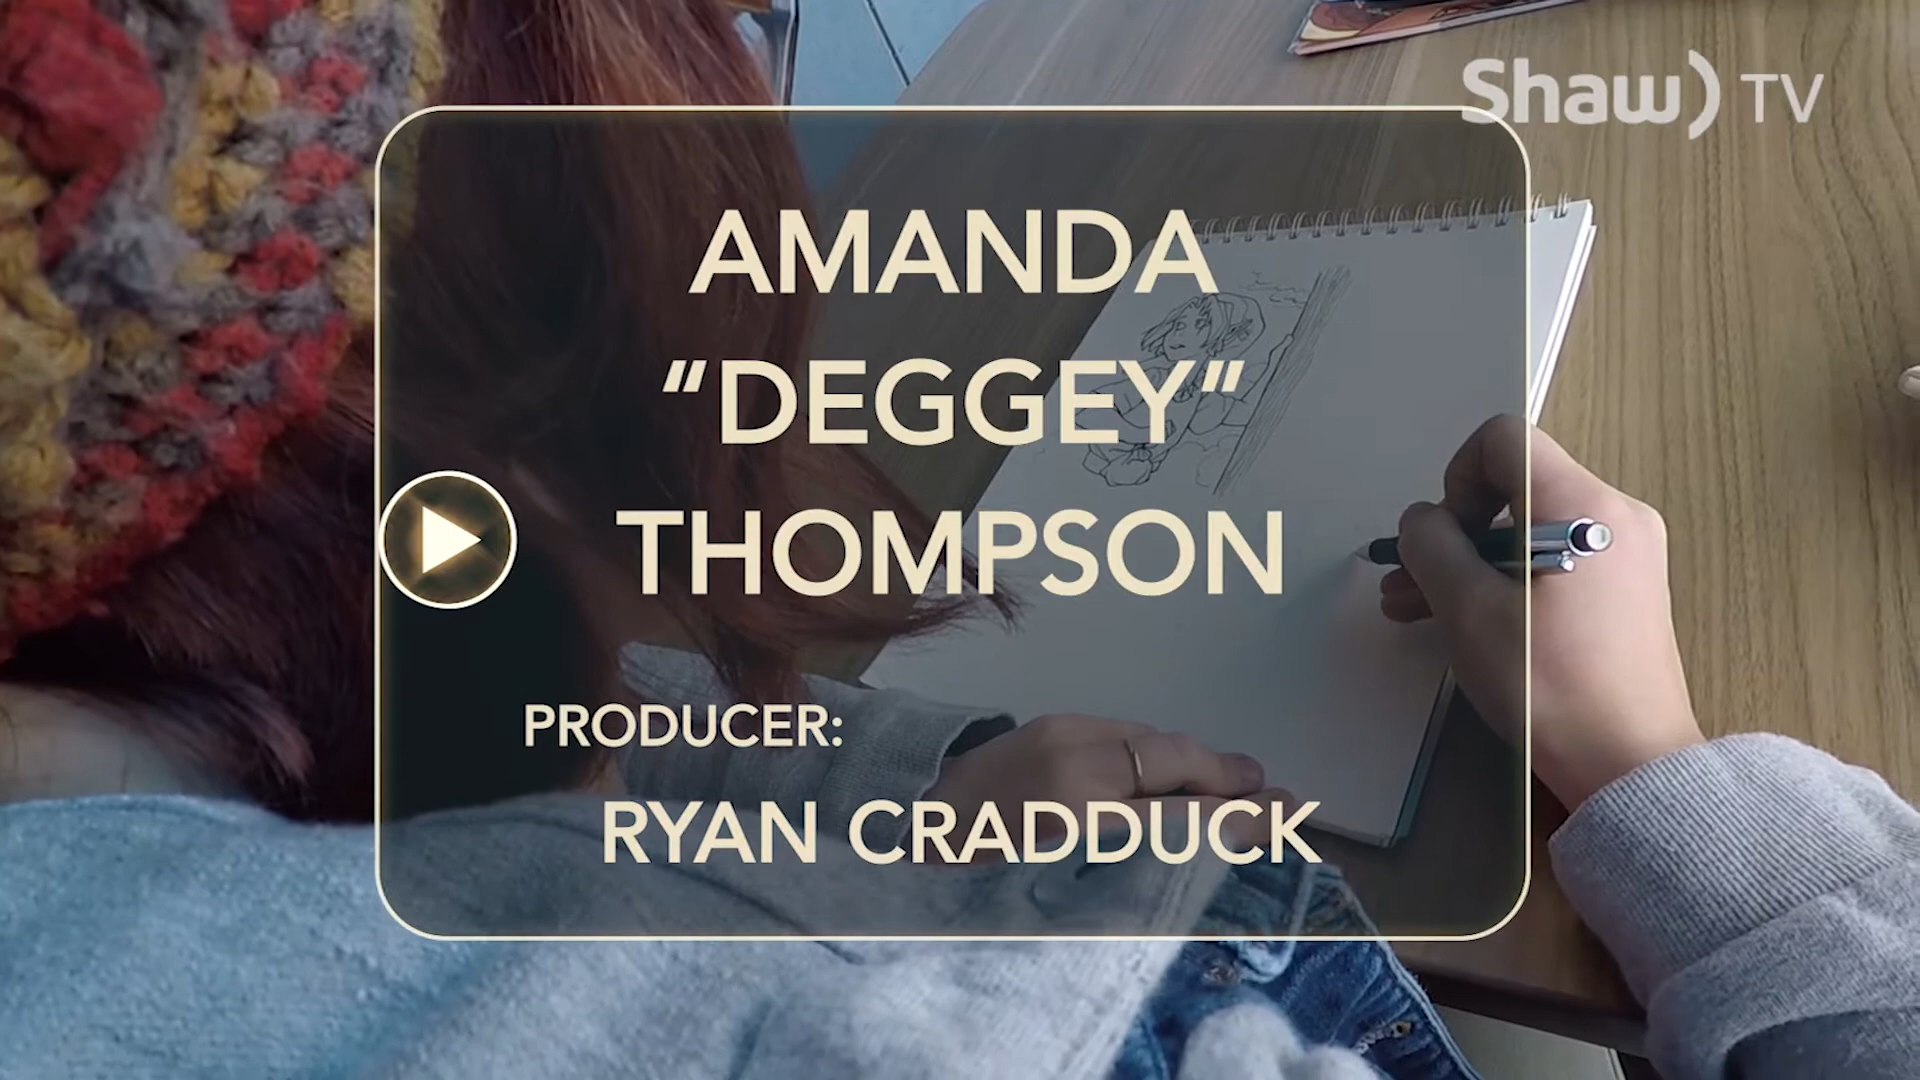 Shaw) TV
AMANDA
“DEGGEY”
THOMPSON
PRODUCER:
RYAN CRADDUCK